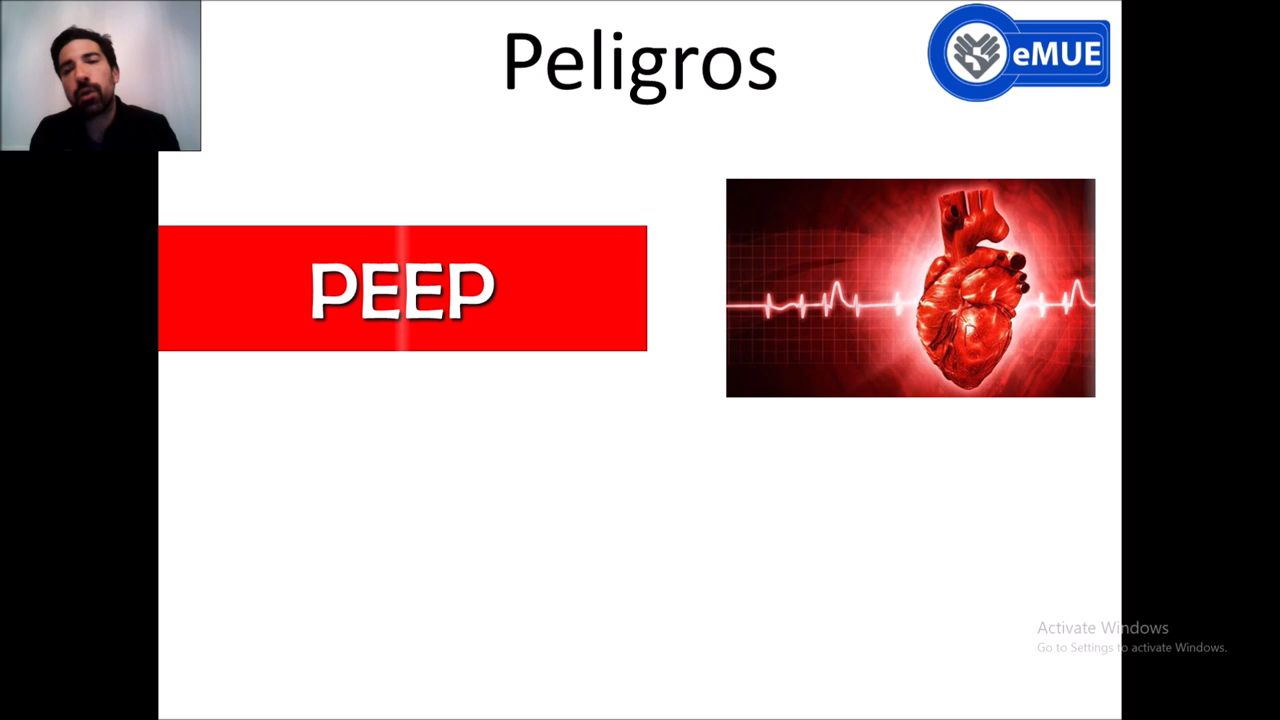 Peligros
eMUE
PEEP
Activate Windows
Go to Settings to activate Windows.